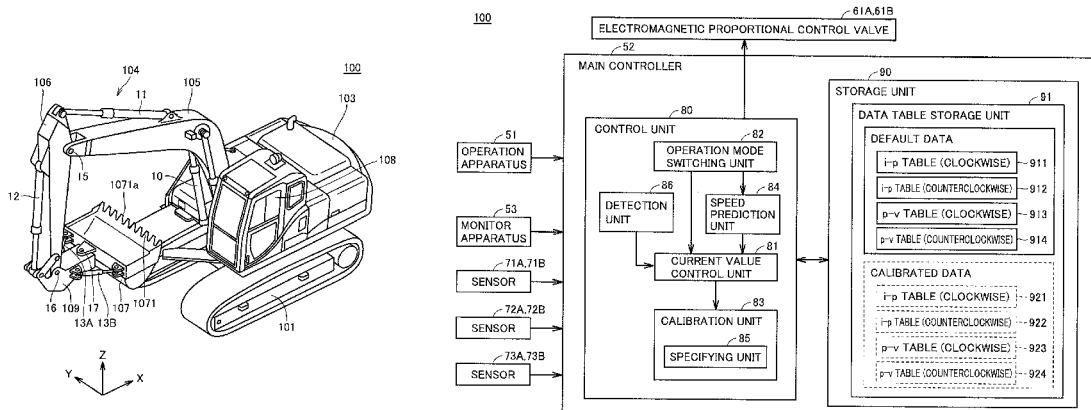 100
104
106
11
105
103
108
15
10
12
1071a
16
109
17
107
1071
13A
13B
101
Z
Y
X
100
61A,61B
ELECTROMAGNETIC PROPORTIONAL CONTROL VALVE
52
MAIN CONTROLLER
51
OPERATION
APPARATUS
53
MONITOR
APPARATUS
71A,71B
SENSOR
72A,72B
SENSOR
73A,73B
SENSOR
80
CONTROL UNIT
82
OPERATION MODE
SWITCHING UNIT
86
DETECTION
UNIT
84
SPEED
PREDICTION
UNIT
81
CURRENT VALUE
CONTROL UNIT
83
CALIBRATION UNIT
85
SPECIFYING UNIT
90
STORAGE UNIT
91
DATA TABLE STORAGE UNIT
DEFAULT DATA
i-p TABLE (CLOCKWISE) 911
i-p TABLE (COUNTERCLOCKWISE) 912
p-v TABLE (CLOCKWISE) 913
p-v TABLE (COUNTERCLOCKWISE) 914
CALIBRATED DATA
i-p TABLE (CLOCKWISE) 921
i-p TABLE (COUNTERCLOCKWISE) 922
p-v TABLE (CLOCKWISE) 923
p-v TABLE (COUNTERCLOCKWISE) 924